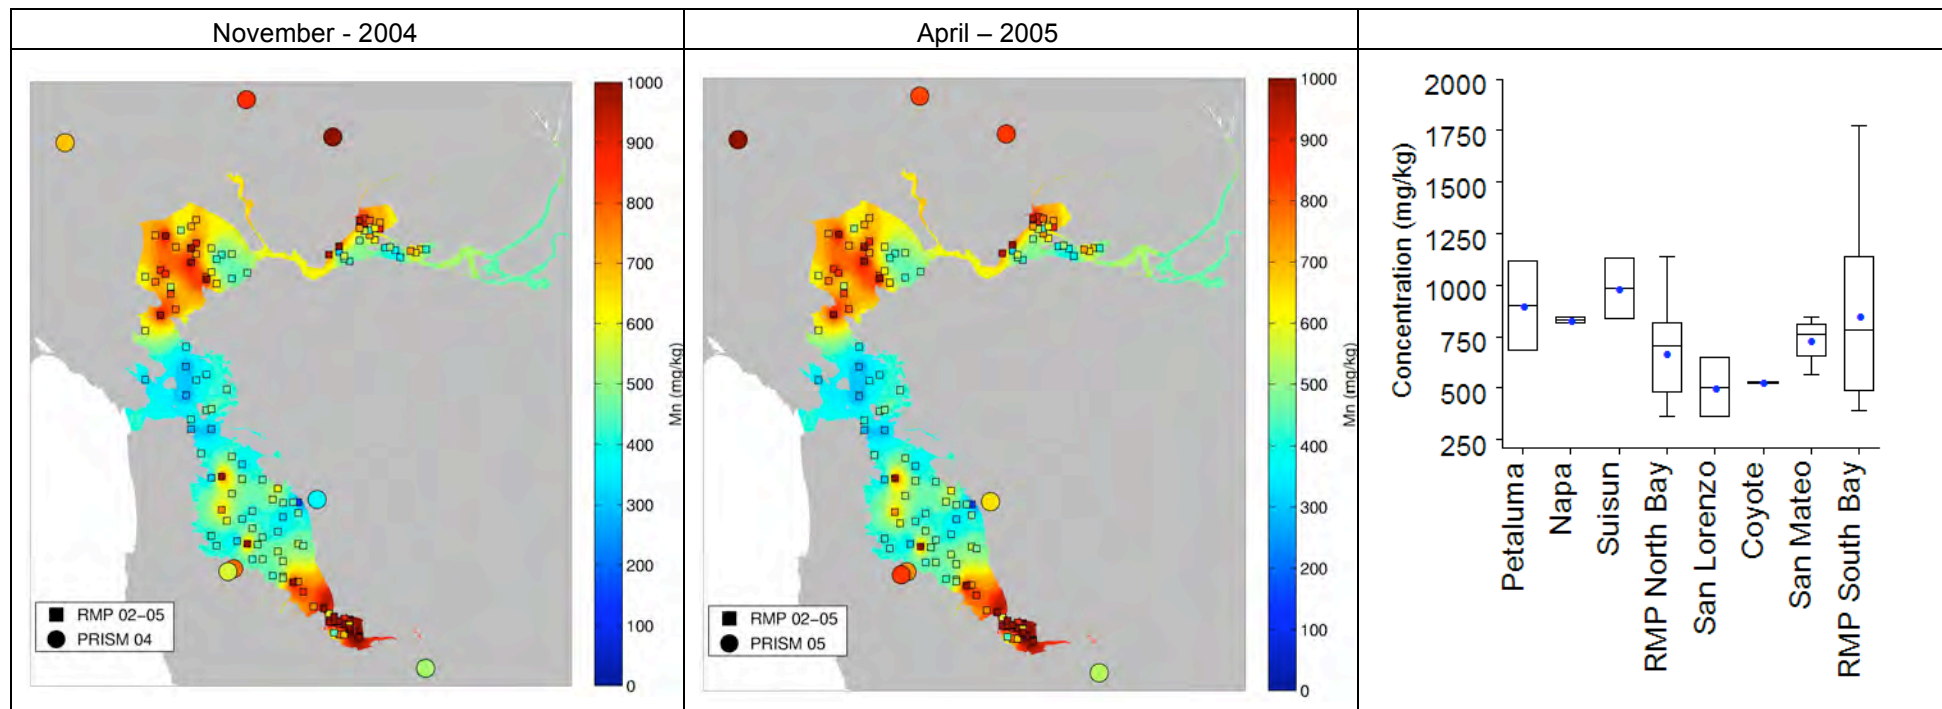 November - 2004
April – 2005
1000
900
800
700
600
500
400
300
200
100
0
Mn (mg/kg)
RMP 02-05
PRISM 04
1000
900
800
700
600
500
400
300
200
100
0
Mn (mg/kg)
RMP 02-05
PRISM 05
2000
1750
1500
1250
1000
750
500
250
Concentration (mg/kg)
Petaluma
Napa
Suisun
RMP North Bay
San Lorenzo
Coyote
San Mateo
RMP South Bay